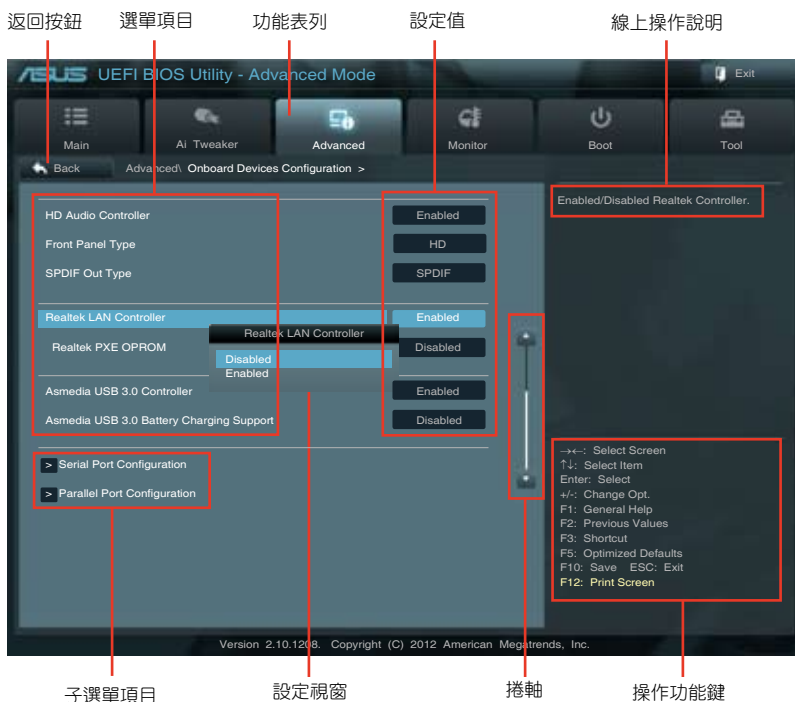 返回按鈕 選單項目 功能表列 設定值 線上操作說明
ASUS UEFI BIOS Utility - Advanced Mode Exit
Main Ai Tweaker Advanced Monitor Boot Tool
Back Advanced\ Onboard Devices Configuration >
HD Audio Controller Enabled
Enabled/Disabled Realtek Controller.
Front Panel Type HD
SPDIF Out Type SPDIF
Realtek LAN Controller Enabled
Realtek LAN Controller
Realtek PXE OPROM Disabled
Disabled
Enabled
Asmedia USB 3.0 Controller Enabled
Asmedia USB 3.0 Battery Charging Support Disabled
> Serial Port Configuration
> Parallel Port Configuration
→←: Select Screen
↑↓: Select Item
Enter: Select
+/-: Change Opt.
F1: General Help
F2: Previous Values
F3: Shortcut
F5: Optimized Defaults
F10: Save ESC: Exit
F12: Print Screen
Version 2.10.1208. Copyright (C) 2012 American Megatrends, Inc.
子選單項目 設定視窗 捲軸 操作功能鍵